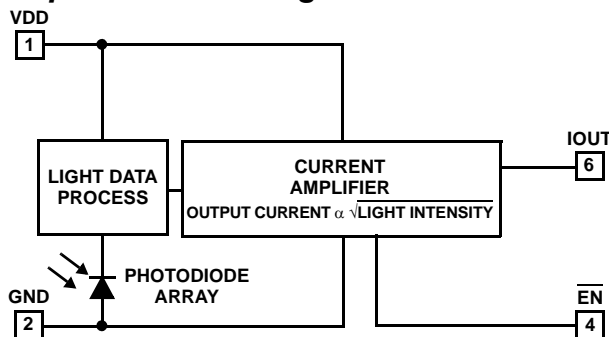 VDD
1
IOUT
6
LIGHT DATA
PROCESS
CURRENT
AMPLIFIER
OUTPUT CURRENT α √LIGHT INTENSITY
PHOTODIODE
ARRAY
GND
2
EN
4